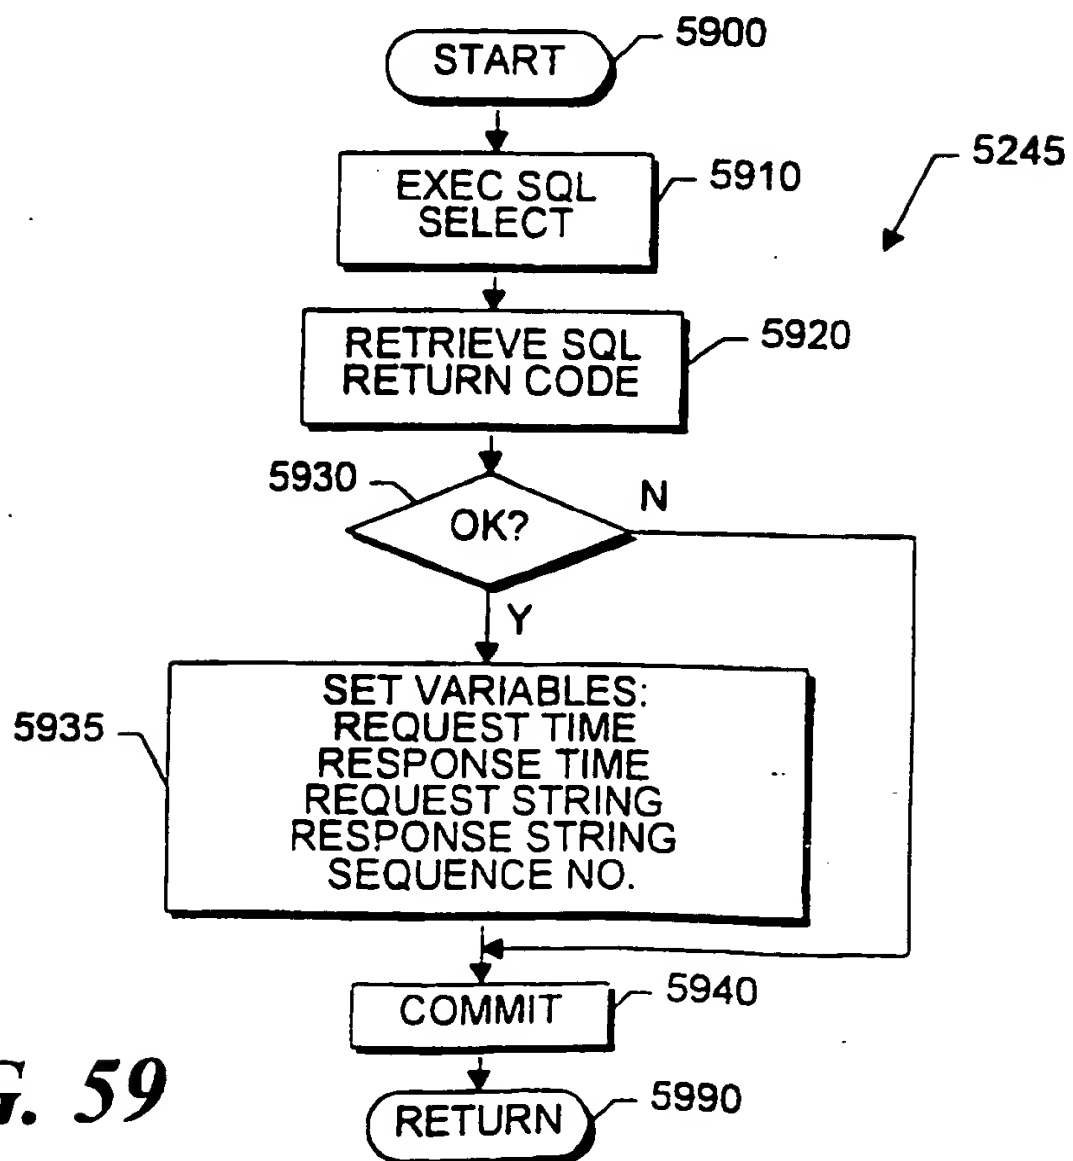 START
5900
5245
EXEC SQL
SELECT
5910
RETRIEVE SQL
RETURN CODE
5920
5930
OK?
N
Y
5935
SET VARIABLES:
REQUEST TIME
RESPONSE TIME
REQUEST STRING
RESPONSE STRING
SEQUENCE NO.
COMMIT
5940
RETURN
5990
G. 59